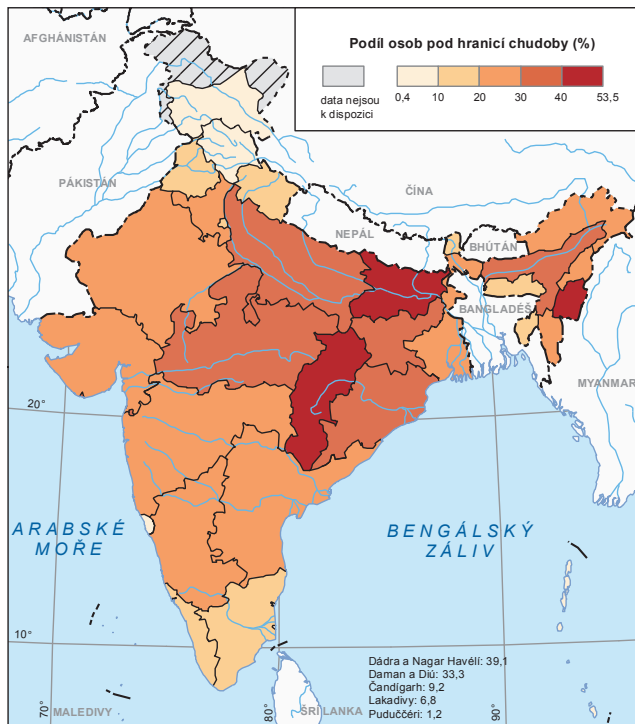 AFGHÁNISTÁN
Podíl osob pod hranicí chudoby (%)
data nejsou
k dispozici
0,4 10 20 30 40 53,5
PÁKISTÁN
ČÍNA
NEPÁL
BHÚTÁN
BANGLADÉŠ
MYANMAR
20°
ARABSKÉ
MOŘE
BENGÁLSKÝ
ZÁLIV
10°
Dádra a Nagar Havélí: 39,1
Daman a Díú: 33,3
Čandígarh: 9,2
Lakadivy: 6,8
Puduččéri: 1,2
70°
MALEDIVY
80°
ŠRÍ LANKA
90°